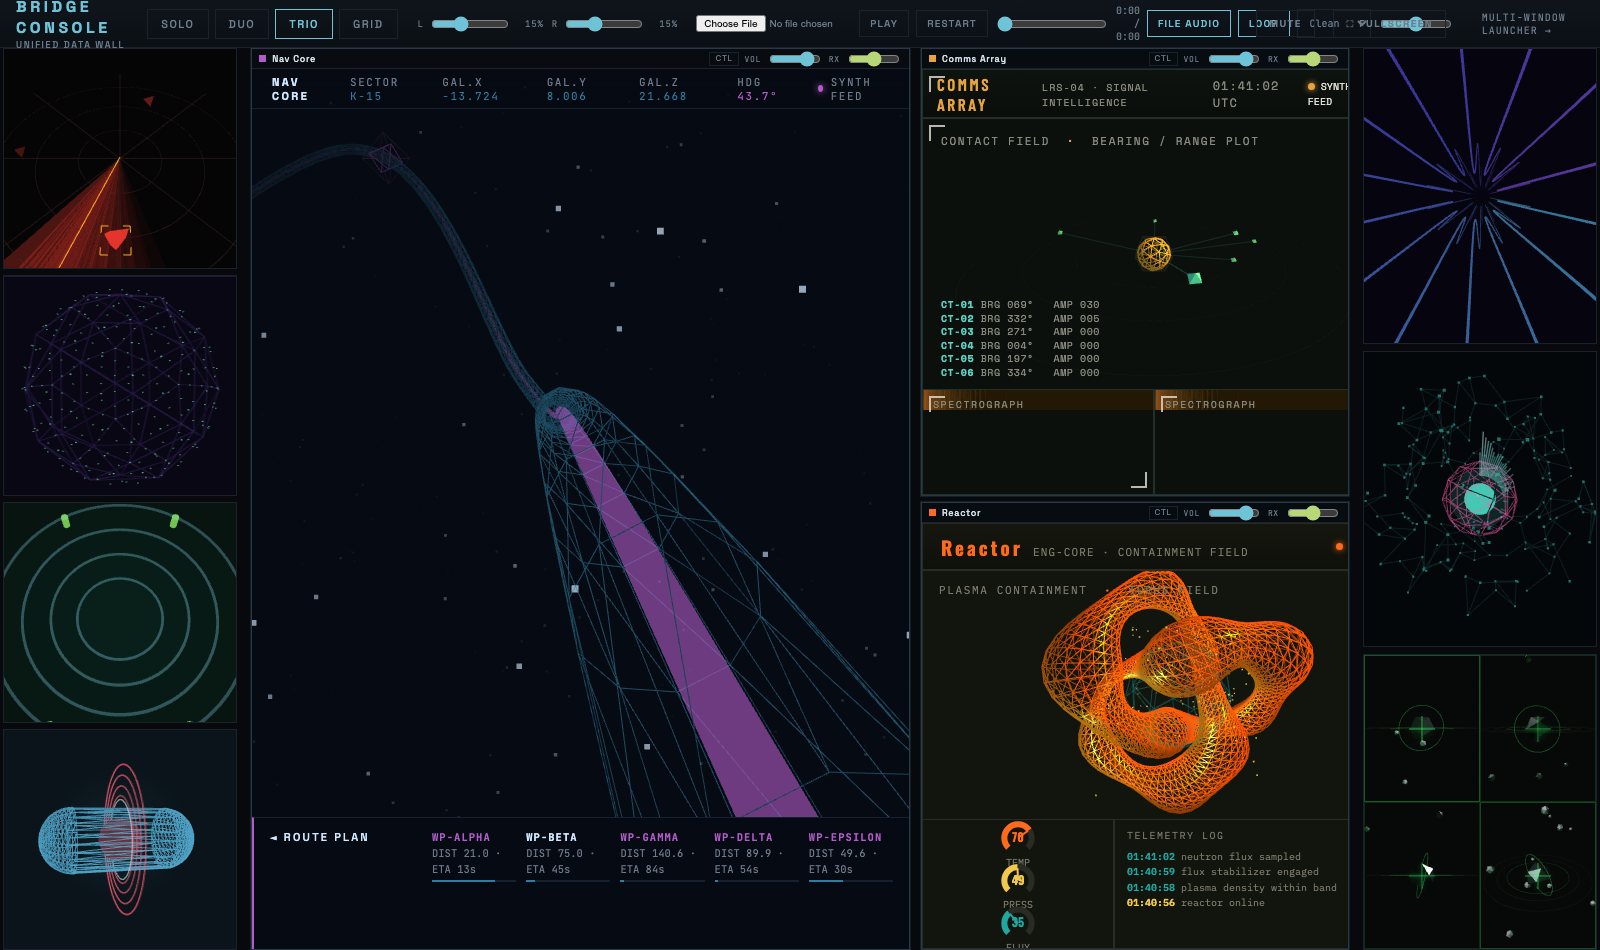 BRIDGE
CONSOLE
UNIFIED DATA WALL
SOLO
DUO
TRIO
GRID
L
15%
R
15%
Choose File
No file chosen
PLAY
RESTART
0:00
/
0:00
FILE AUDIO
LOOP
MUTE
Clean
FULLSCREEN
MULTI-WINDOW
LAUNCHER →
Nav Core
CTL
VOL
RX
NAV
CORE
SECTOR
K-15
GAL.X
-13.724
GAL.Y
8.006
GAL.Z
21.668
HDG
43.7°
SYNTH
FEED
◄ ROUTE PLAN
WP-ALPHA
DIST 21.0 ·
ETA 13s
WP-BETA
DIST 75.0 ·
ETA 45s
WP-GAMMA
DIST 140.6 ·
ETA 84s
WP-DELTA
DIST 89.9 ·
ETA 54s
WP-EPSILON
DIST 49.6 ·
ETA 30s
Comms Array
CTL
VOL
RX
COMMS
ARRAY
LRS-04 · SIGNAL
INTELLIGENCE
01:41:02
UTC
SYNTH
FEED
CONTACT FIELD · BEARING / RANGE PLOT
CT-01 BRG 069° AMP 030
CT-02 BRG 332° AMP 005
CT-03 BRG 271° AMP 000
CT-04 BRG 004° AMP 000
CT-05 BRG 197° AMP 000
CT-06 BRG 334° AMP 000
SPECTROGRAPH
SPECTROGRAPH
Reactor
CTL
VOL
RX
Reactor
ENG-CORE · CONTAINMENT FIELD
PLASMA CONTAINMENT · FIELD
78
TEMP
49
PRESS
35
FLUX
TELEMETRY LOG
01:41:02 neutron flux sampled
01:40:59 flux stabilizer engaged
01:40:58 plasma density within band
01:40:56 reactor online